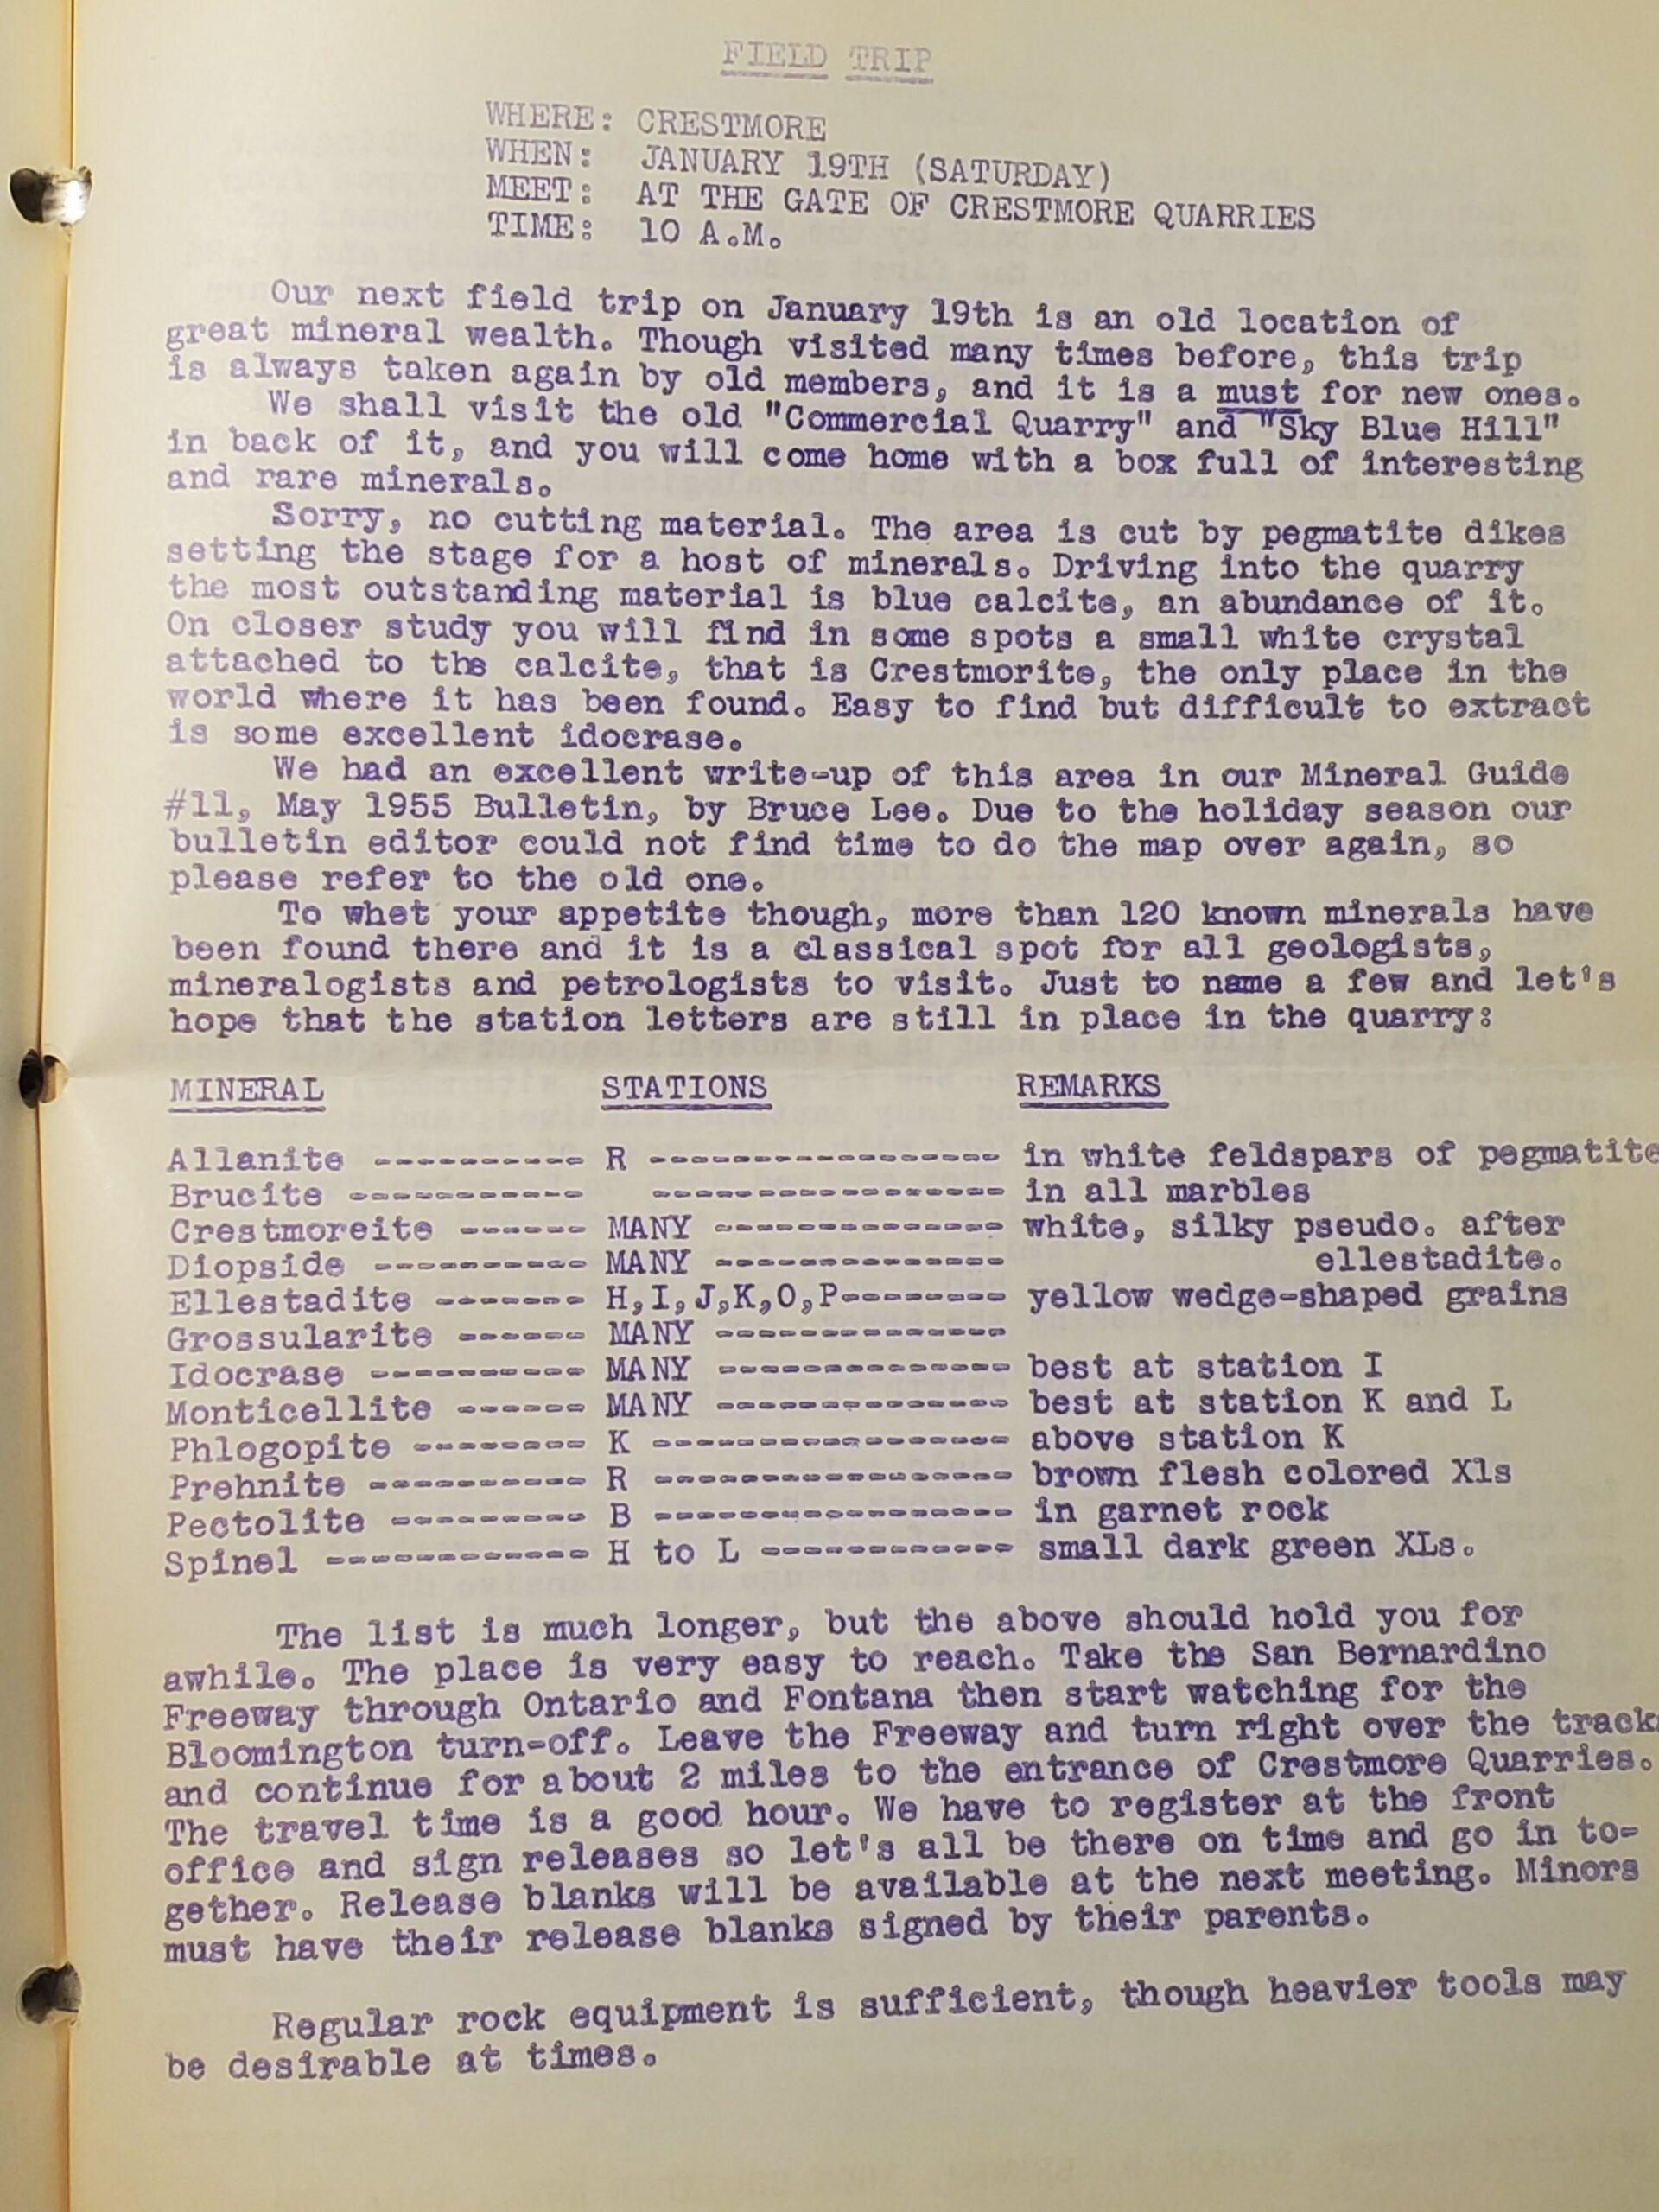 FIELD TRIP
WHERE: CRESTMORE
WHEN: JANUARY 19TH (SATURDAY)
MEET: AT THE GATE OF CRESTMORE QUARRIES
TIME: 10 A.M.
Our next field trip on January 19th is an old location of
great mineral wealth. Though visited many times before, this trip
is always taken again by old members, and it is a must for new ones.
We shall visit the old "Commercial Quarry" and "Sky Blue Hill"
in back of it, and you will come home with a box full of interesting
and rare minerals.
Sorry, no cutting material. The area is cut by pegmatite dikes
setting the stage for a host of minerals. Driving into the quarry
the most outstanding material is blue calcite, an abundance of it.
On closer study you will find in some spots a small white crystal
attached to the calcite, that is Crestmorite, the only place in the
world where it has been found. Easy to find but difficult to extract
is some excellent idocrase.
We had an excellent write-up of this area in our Mineral Guide
#11, May 1955 Bulletin, by Bruce Lee. Due to the holiday season our
bulletin editor could not find time to do the map over again, so
please refer to the old one.
To whet your appetite though, more than 120 known minerals have
been found there and it is a classical spot for all geologists,
mineralogists and petrologists to visit. Just to name a few and let's
hope that the station letters are still in place in the quarry:
MINERAL STATIONS REMARKS
Allanite ---------- R ----------------- in white feldspars of pegmatite
Brucite ----------- ----------------- in all marbles
Crestmoreite ------ MANY -------------- white, silky pseudo. after
Diopside ---------- MANY -------------- ellestadite.
Ellestadite ------- H,I,J,K,O,P-------- yellow wedge-shaped grains
Grossularite ------ MANY --------------
Idocrase ---------- MANY -------------- best at station I
Monticellite ------ MANY -------------- best at station K and L
Phlogopite -------- K ----------------- above station K
Prehnite ---------- R ----------------- brown flesh colored Xls
Pectolite --------- B ----------------- in garnet rock
Spinel ------------ H to L ------------ small dark green XLs.
The list is much longer, but the above should hold you for
awhile. The place is very easy to reach. Take the San Bernardino
Freeway through Ontario and Fontana then start watching for the
Bloomington turn-off. Leave the Freeway and turn right over the tracks
and continue for about 2 miles to the entrance of Crestmore Quarries.
The travel time is a good hour. We have to register at the front
office and sign releases so let's all be there on time and go in to-
gether. Release blanks will be available at the next meeting. Minors
must have their release blanks signed by their parents.
Regular rock equipment is sufficient, though heavier tools may
be desirable at times.